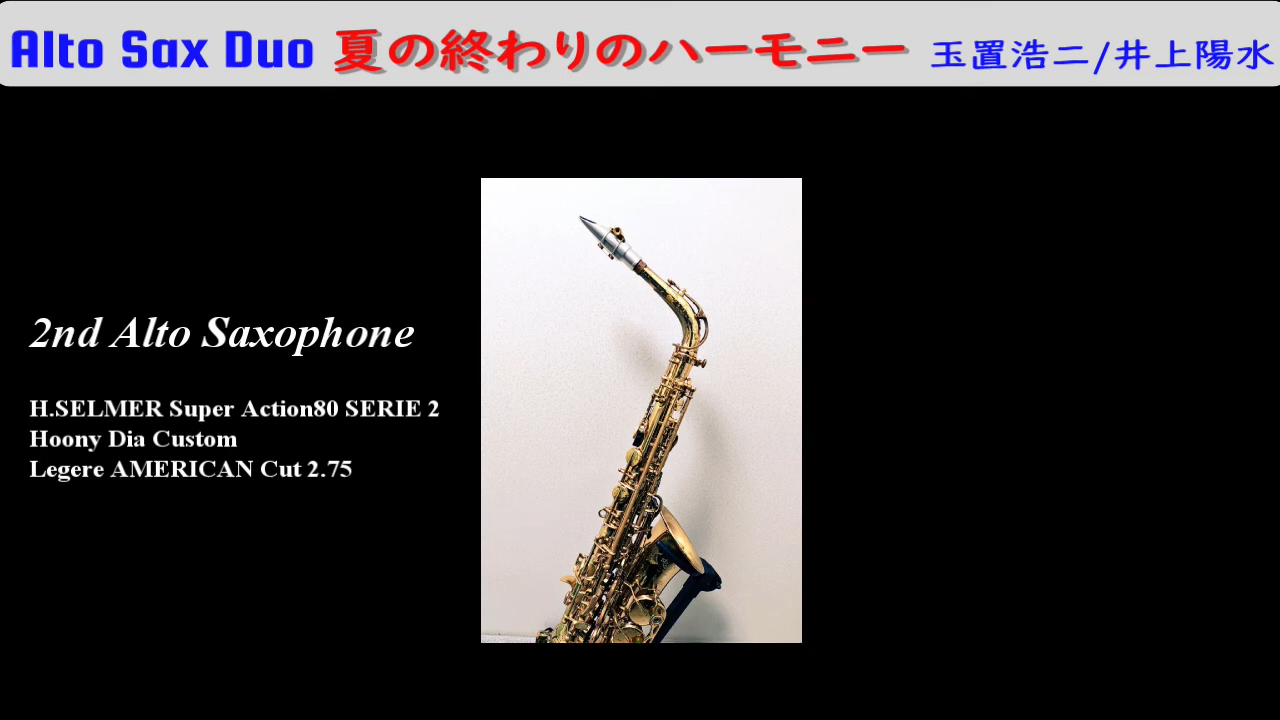 Alto Sax Duo 夏の終わりのハーモニー 玉置浩二/井上陽水
2nd Alto Saxophone
H.SELMER Super Action80 SERIE 2
Hoony Dia Custom
Legere AMERICAN Cut 2.75